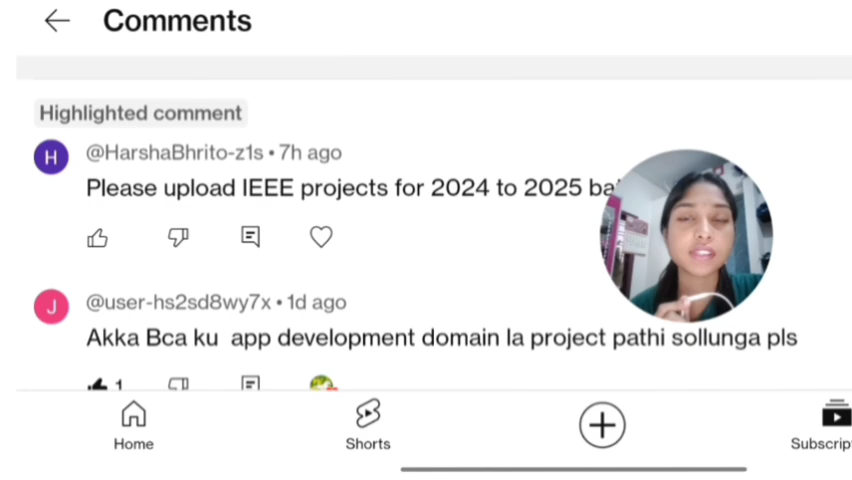 Comments
Highlighted comment
H
@HarshaBhrito-z1s • 7h ago
Please upload IEEE projects for 2024 to 2025
J
@user-hs2sd8wy7x • 1d ago
Akka Bca ku app development domain la project pathi sollunga pls
1
Home
Shorts